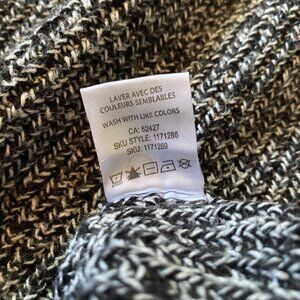 LAVER AVEC DES
COULEURS SEMBLABLES
WASH WITH LIKE COLORS
CA: 52427
SKU STYLE: 1171286
SKU: 1171289